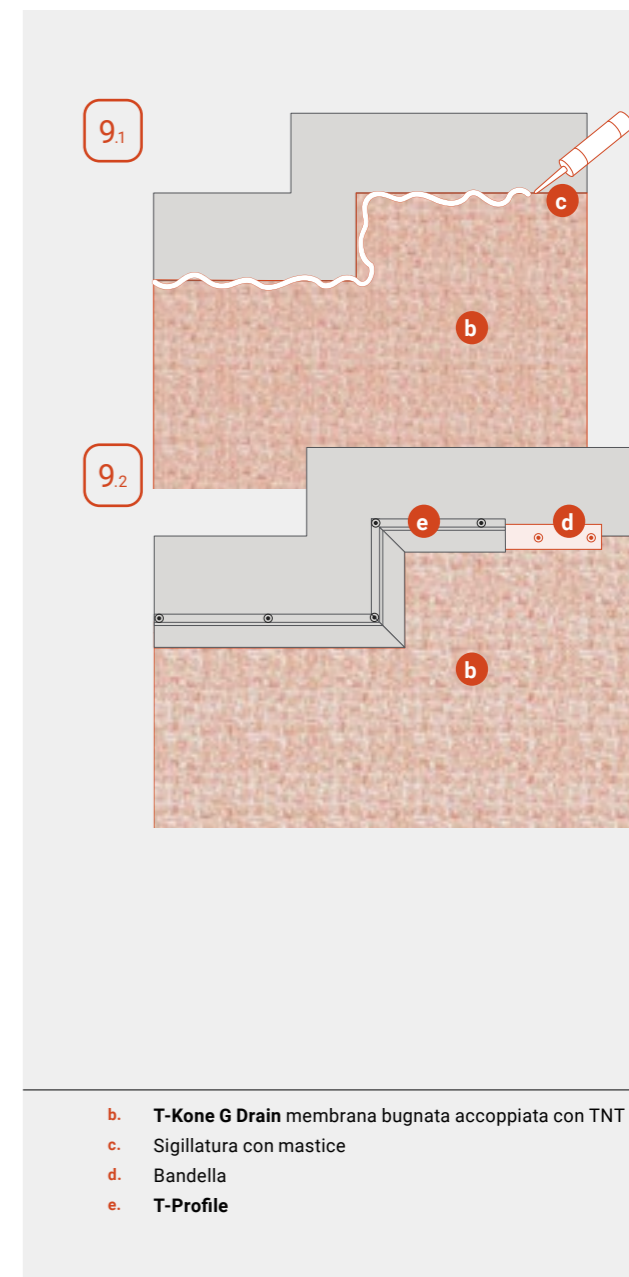 9.1
c
b
9.2
e
d
b
b. T-Kone G Drain membrana bugnata accoppiata con TNT
c. Sigillatura con mastice
d. Bandella
e. T-Profile